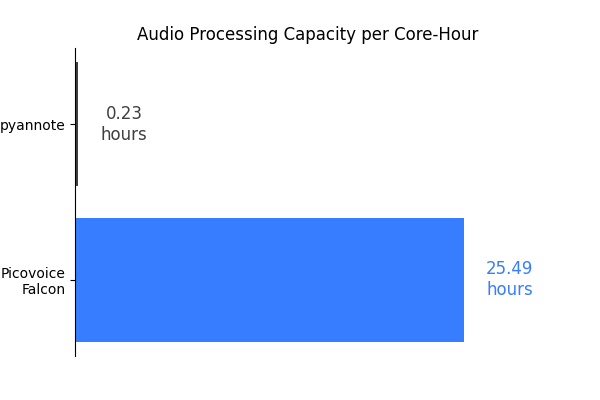 Audio Processing Capacity per Core-Hour
pyannote
0.23
hours
Picovoice
Falcon
25.49
hours